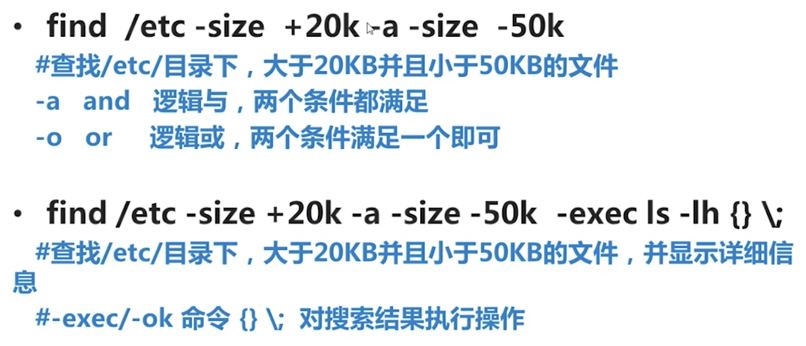 • find /etc -size +20k -a -size -50k
#查找/etc/目录下，大于20KB并且小于50KB的文件
-a and 逻辑与，两个条件都满足
-o or 逻辑或，两个条件满足一个即可
• find /etc -size +20k -a -size -50k -exec ls -lh {} \;
#查找/etc/目录下，大于20KB并且小于50KB的文件，并显示详细信
息
#-exec/-ok 命令 {} \; 对搜索结果执行操作